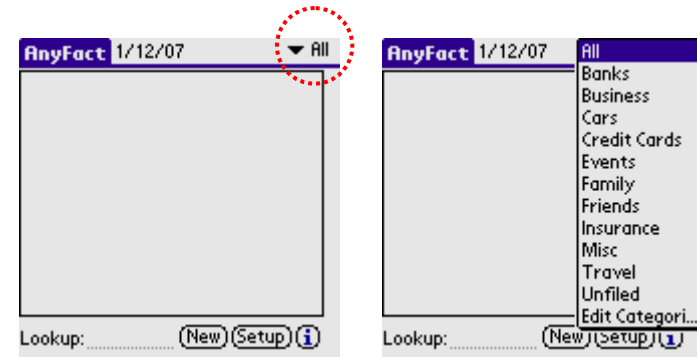 AnyFact 1/12/07 All
Lookup: New Setup i
AnyFact 1/12/07
All
Banks
Business
Cars
Credit Cards
Events
Family
Friends
Insurance
Misc
Travel
Unfiled
Edit Categori...
Lookup: New Setup i